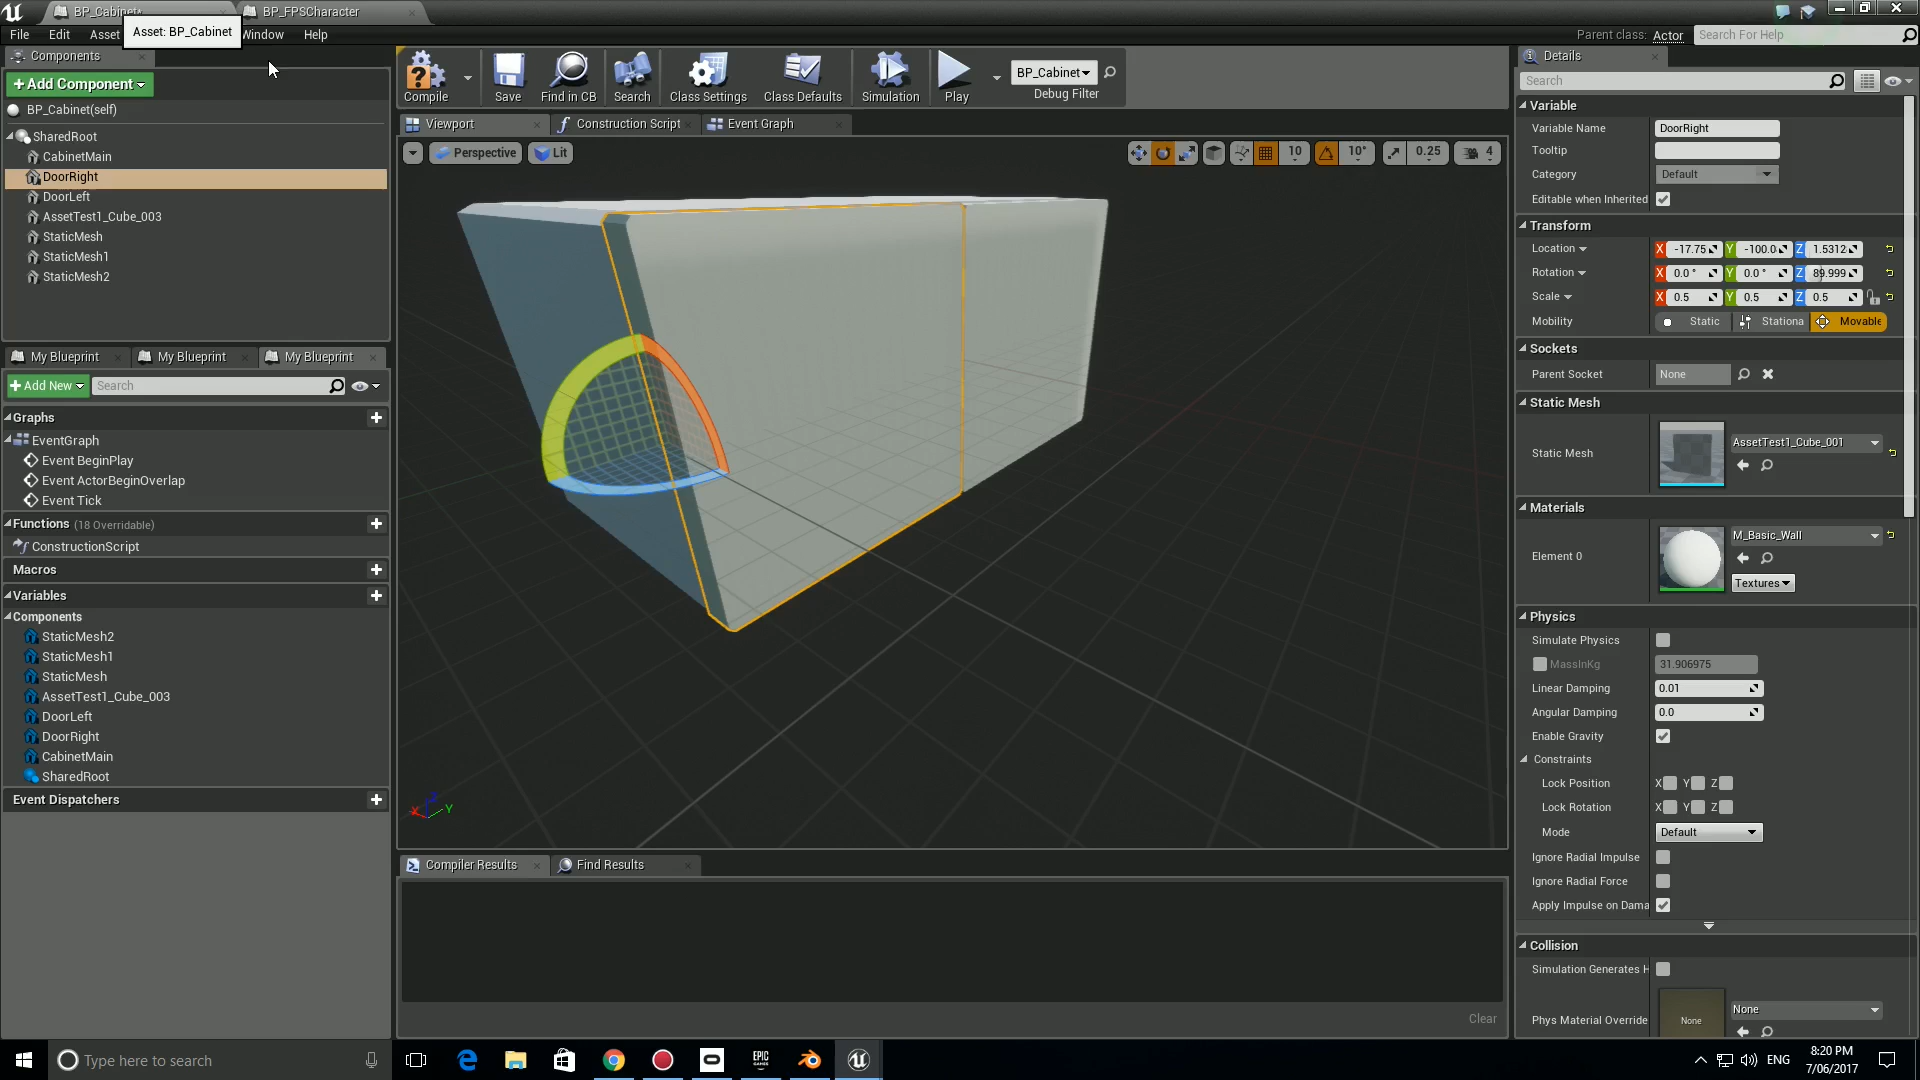 BP_Cabinet*
BP_FPSCharacter
Asset: BP_Cabinet
File
Edit
Asset
Window
Help
Parent class: Actor
Search For Help
Components
+ Add Component
BP_Cabinet(self)
SharedRoot
CabinetMain
DoorRight
DoorLeft
AssetTest1_Cube_003
StaticMesh
StaticMesh1
StaticMesh2
My Blueprint
My Blueprint
My Blueprint
+ Add New
Search
Graphs
EventGraph
Event BeginPlay
Event ActorBeginOverlap
Event Tick
Functions (18 Overridable)
ConstructionScript
Macros
Variables
Components
StaticMesh2
StaticMesh1
StaticMesh
AssetTest1_Cube_003
DoorLeft
DoorRight
CabinetMain
SharedRoot
Event Dispatchers
Compile
Save
Find in CB
Search
Class Settings
Class Defaults
Simulation
Play
BP_Cabinet
Debug Filter
Viewport
Construction Script
Event Graph
Perspective
Lit
10
10°
0.25
4
X
Z
Y
Compiler Results
Find Results
Clear
Details
Search
Variable
Variable Name
DoorRight
Tooltip
Category
Default
Editable when Inherited
Transform
Location
X -17.75 Y -100.0 Z 1.5312
Rotation
X 0.0 ° Y 0.0 ° Z 89.999
Scale
X 0.5 Y 0.5 Z 0.5
Mobility
Static
Stationa
Movable
Sockets
Parent Socket
None
Static Mesh
Static Mesh
AssetTest1_Cube_001
Materials
Element 0
M_Basic_Wall
Textures
Physics
Simulate Physics
MassInKg
31.906975
Linear Damping
0.01
Angular Damping
0.0
Enable Gravity
Constraints
Lock Position
X Y Z
Lock Rotation
X Y Z
Mode
Default
Ignore Radial Impulse
Ignore Radial Force
Apply Impulse on Dama
Collision
Simulation Generates H
Phys Material Override
None
None
Type here to search
EPIC
GAMES
ENG
8:20 PM
7/06/2017